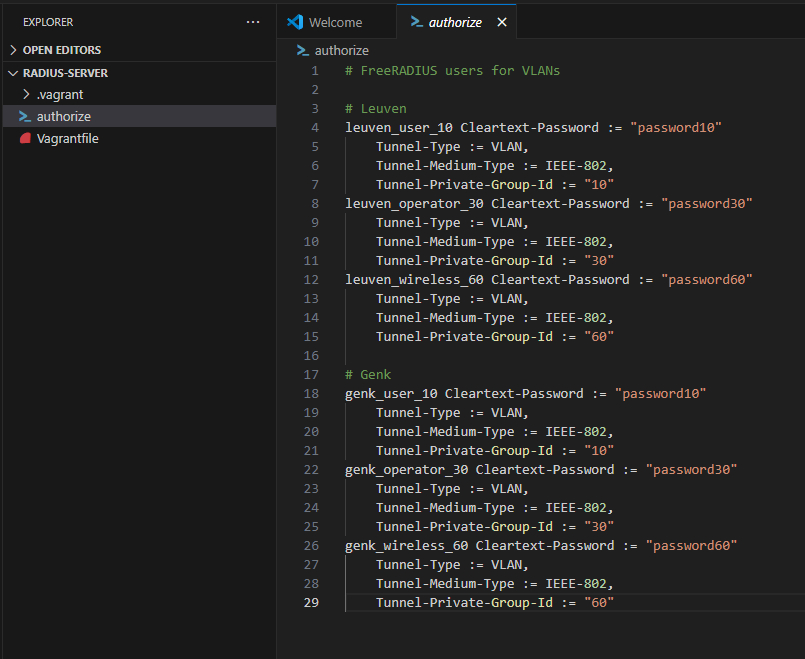 EXPLORER
OPEN EDITORS
RADIUS-SERVER
.vagrant
authorize
Vagrantfile
Welcome
authorize
authorize
1 # FreeRADIUS users for VLANs
2
3 # Leuven
4 leuven_user_10 Cleartext-Password := "password10"
5 Tunnel-Type := VLAN,
6 Tunnel-Medium-Type := IEEE-802,
7 Tunnel-Private-Group-Id := "10"
8 leuven_operator_30 Cleartext-Password := "password30"
9 Tunnel-Type := VLAN,
10 Tunnel-Medium-Type := IEEE-802,
11 Tunnel-Private-Group-Id := "30"
12 leuven_wireless_60 Cleartext-Password := "password60"
13 Tunnel-Type := VLAN,
14 Tunnel-Medium-Type := IEEE-802,
15 Tunnel-Private-Group-Id := "60"
16
17 # Genk
18 genk_user_10 Cleartext-Password := "password10"
19 Tunnel-Type := VLAN,
20 Tunnel-Medium-Type := IEEE-802,
21 Tunnel-Private-Group-Id := "10"
22 genk_operator_30 Cleartext-Password := "password30"
23 Tunnel-Type := VLAN,
24 Tunnel-Medium-Type := IEEE-802,
25 Tunnel-Private-Group-Id := "30"
26 genk_wireless_60 Cleartext-Password := "password60"
27 Tunnel-Type := VLAN,
28 Tunnel-Medium-Type := IEEE-802,
29 Tunnel-Private-Group-Id := "60"